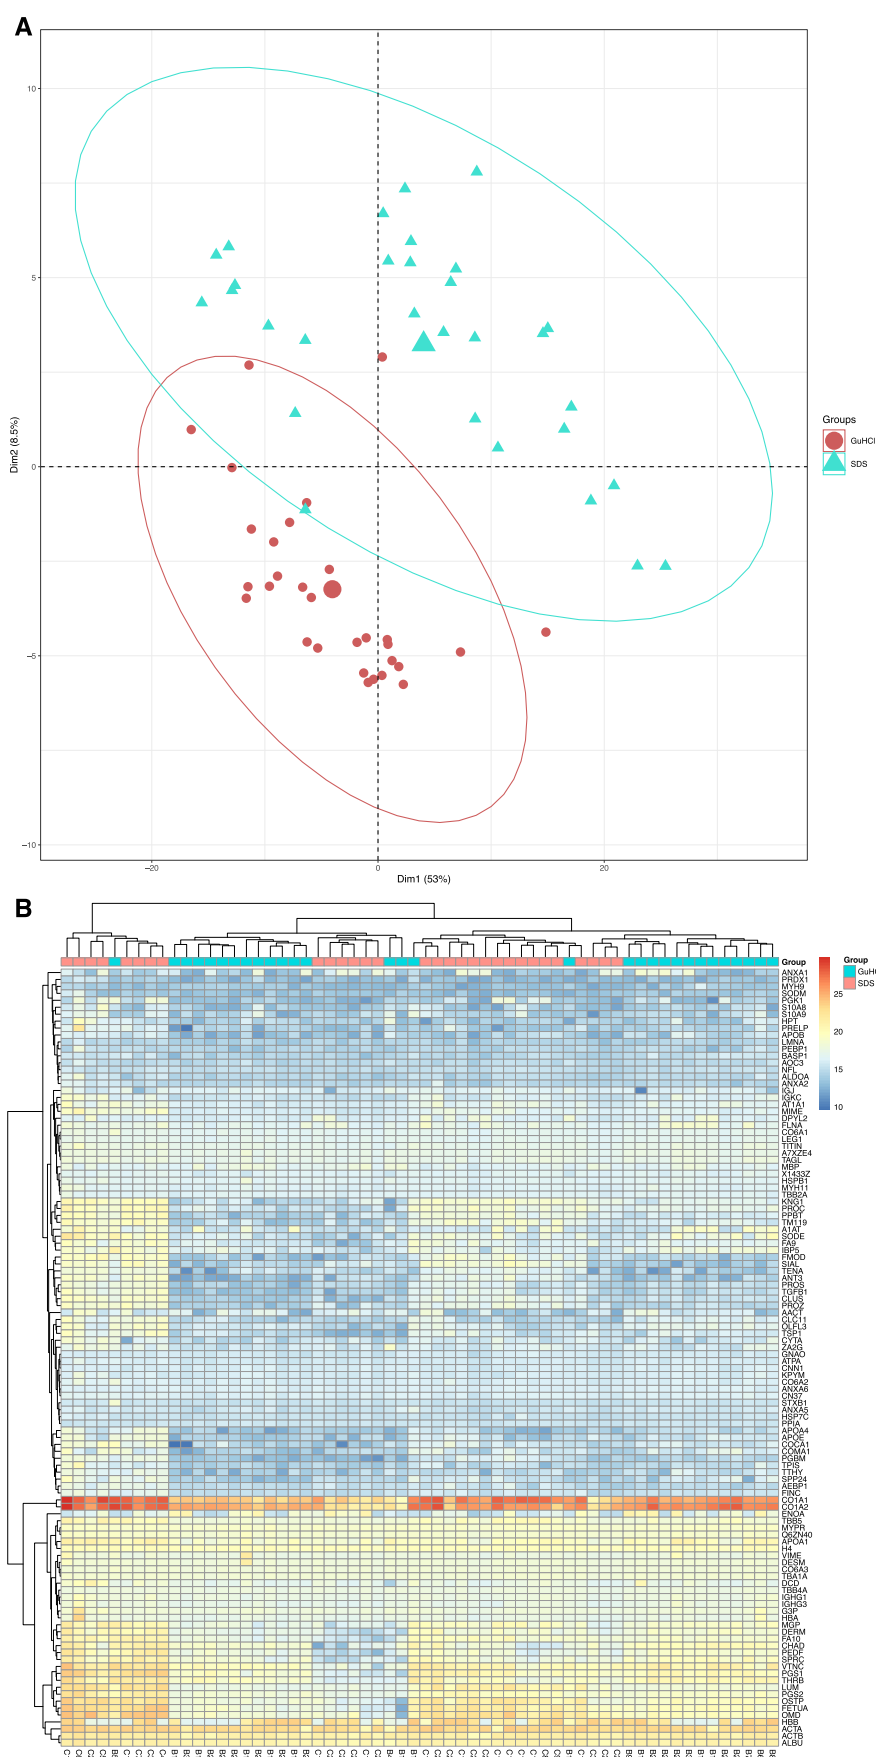 A
10
5
0
−5
−10
Dim2 (8.5%)
−20
0
20
Dim1 (53%)
Groups
GuHCl
SDS
B
Group
Group
GuHC
SDS
25
20
15
10
ANXA1
PRDX1
MYH9
SODM
PGK1
S10A8
S10A9
HPT
PRELP
APOB
LMNA
PEBP1
BASP1
AOC3
NFL
ALDOA
ANXA2
IGJ
IGKC
AT1A1
MIME
DPYL2
FLNA
CO6A1
LEG1
TITIN
A7XZE4
TAGL
MBP
X1433Z
HSPB1
MYH11
TBB2A
KNG1
PROC
PPBT
TM119
A1AT
SODE
FA9
IBP5
FMOD
SIAL
TENA
ANT3
PROS
TGFB1
CLUS
PROZ
AACT
CLC11
OLFL3
TSP1
CYTA
ZA2G
GNAO
ATPA
CNN1
KPYM
CO6A2
ANXA6
CN37
STXB1
ANXA5
HSP7C
PPIA
APOA4
APOE
COCA1
COMA1
PGBM
TPIS
TTHY
SPP24
AEBP1
FINC
CO1A1
CO1A2
ENOA
TBB5
MYPR
Q6ZN40
APOA1
H4
VIME
DESM
CO6A3
TBA1A
DCD
TBB4A
IGHG1
IGHG3
G3P
HBA
MGP
DERM
FA10
CHAD
PEDF
SPRC
VTNC
PGS1
THRB
LUM
PGS2
OSTP
FETUA
OMD
HBB
ACTA
ACTB
ALBU